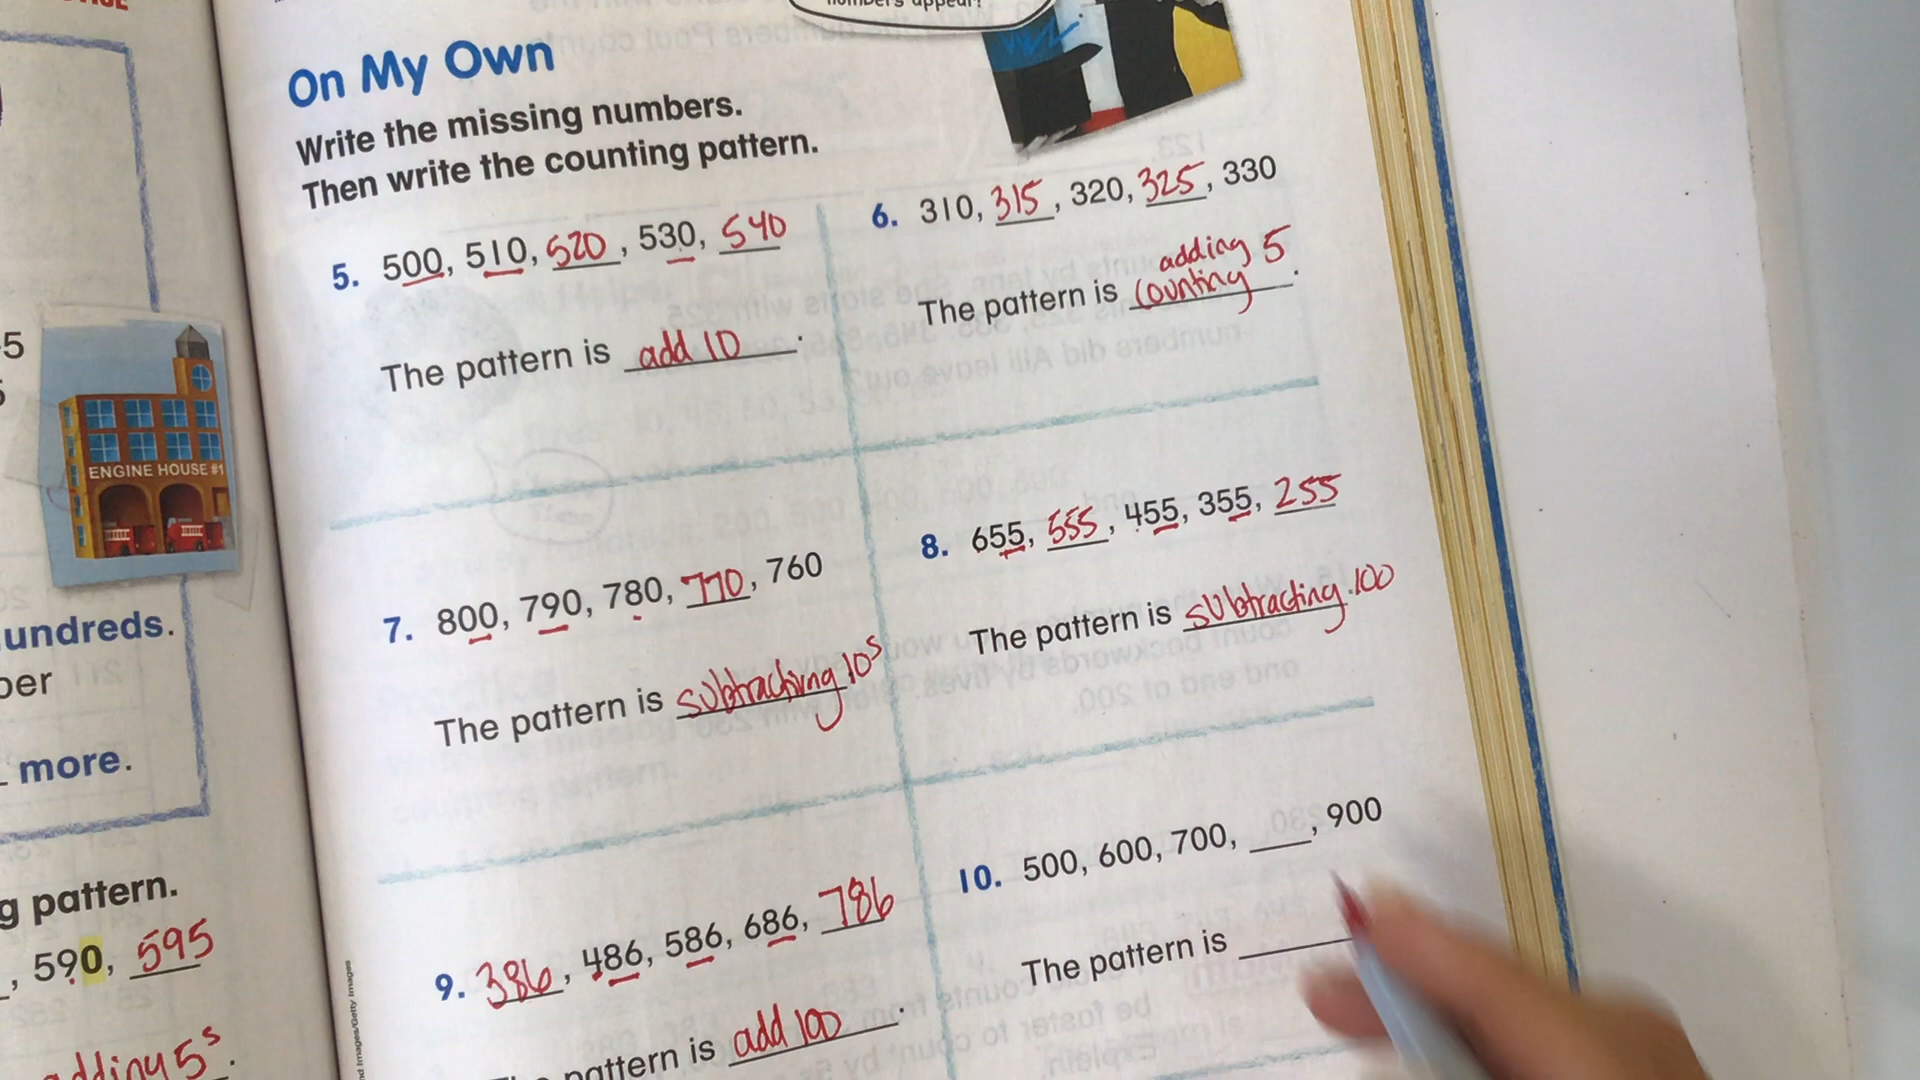 On My Own
Write the missing numbers.
Then write the counting pattern.
5. 500, 510, 520, 530, 540
The pattern is add 10.
6. 310, 315, 320, 325, 330
adding 5
The pattern is counting.
7. 800, 790, 780, 770, 760
The pattern is subtracting 10s
8. 655, 555, 455, 355, 255
The pattern is subtracting.100
9. 386, 486, 586, 686, 786
pattern is add 100.
10. 500, 600, 700, ___, 900
The pattern is
ENGINE HOUSE #1
more.
pattern.
, 590, 595
5s.